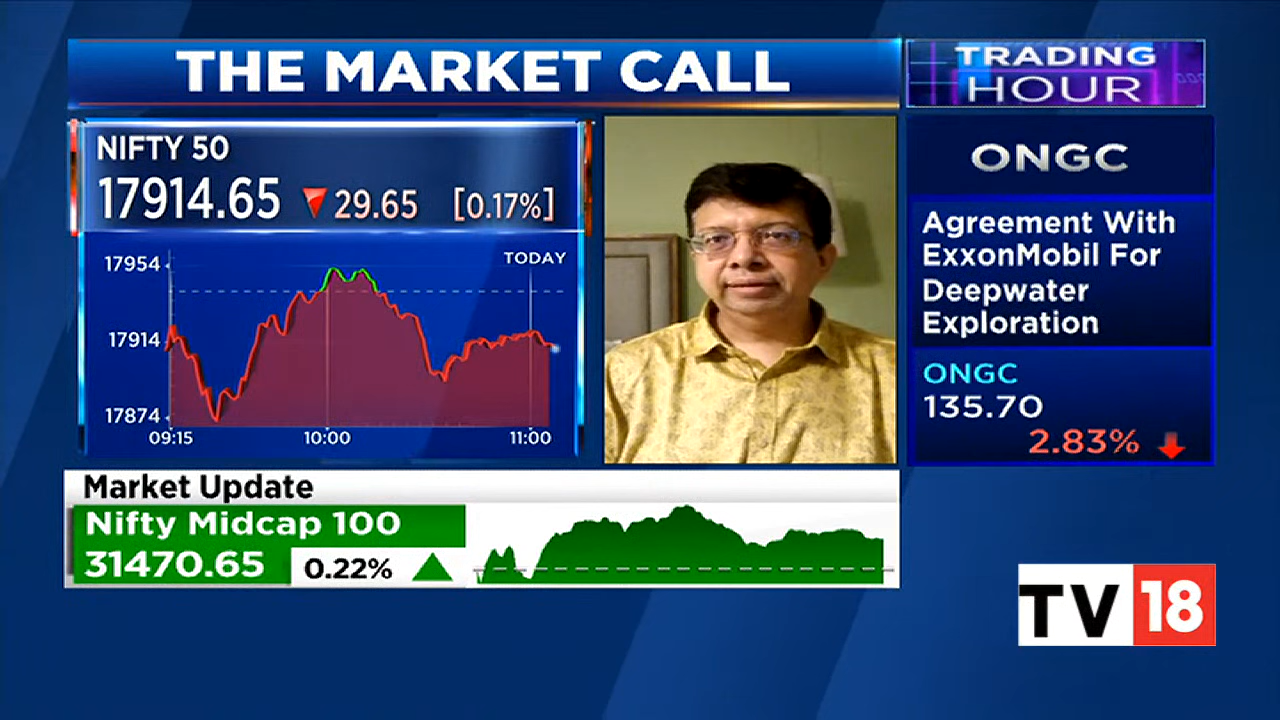 THE MARKET CALL
TRADING
HOUR
NIFTY 50
17914.65 ▼ 29.65 [0.17%]
TODAY
17954
17914
17874
09:15 10:00 11:00
ONGC
Agreement With
ExxonMobil For
Deepwater
Exploration
ONGC
135.70
2.83%
Market Update
Nifty Midcap 100
31470.65 0.22%
TV18